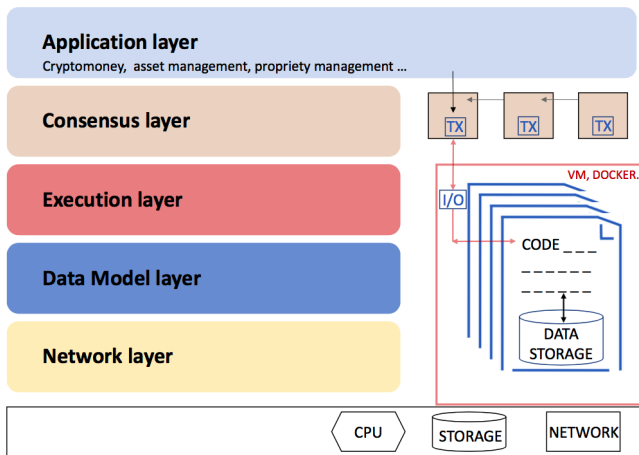 Application layer
Cryptomoney, asset management, propriety management ...
Consensus layer
TX
TX
TX
Execution layer
VM, DOCKER.
I/O
CODE _ _ _
Data Model layer
DATA
STORAGE
Network layer
CPU
STORAGE
NETWORK